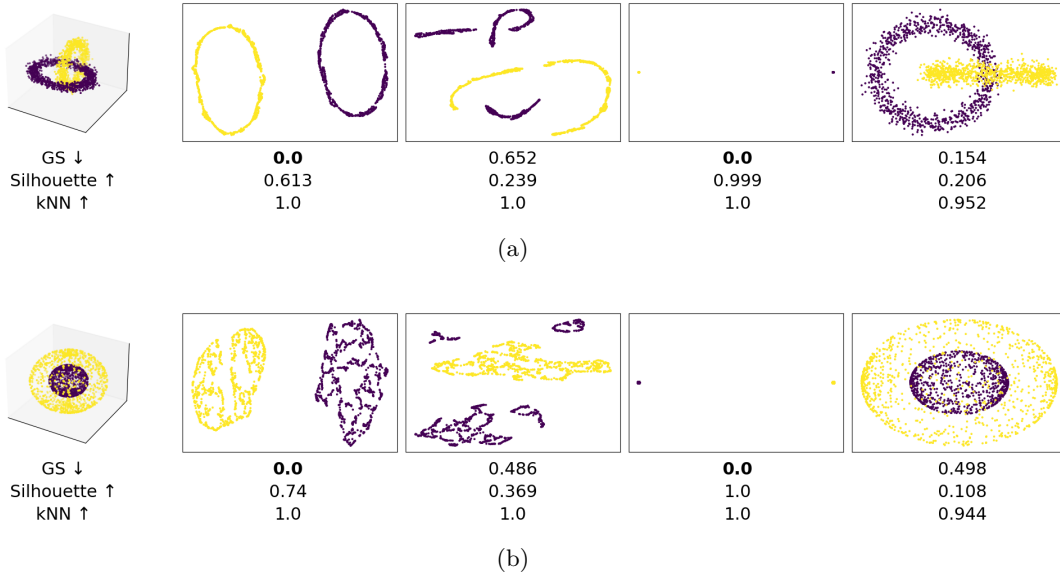 GS ↓ 0.0 0.652 0.0 0.154
Silhouette ↑ 0.613 0.239 0.999 0.206
kNN ↑ 1.0 1.0 1.0 0.952
(a)
GS ↓ 0.0 0.486 0.0 0.498
Silhouette ↑ 0.74 0.369 1.0 0.108
kNN ↑ 1.0 1.0 1.0 0.944
(b)